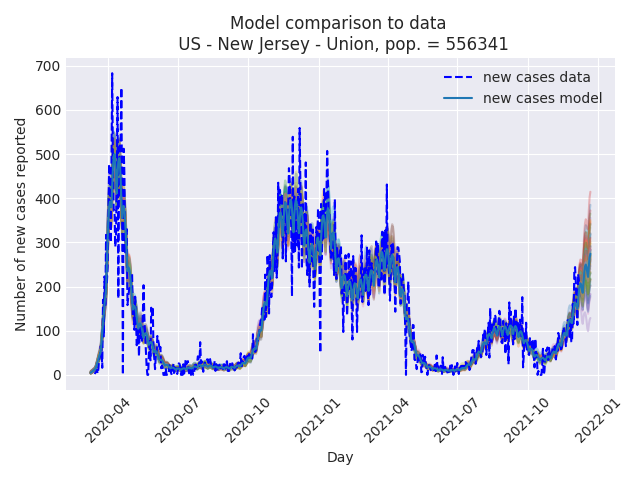 Model comparison to data
US - New Jersey - Union, pop. = 556341
new cases data
new cases model
Number of new cases reported
700
600
500
400
300
200
100
0
2020-04
2020-07
2020-10
2021-01
2021-04
2021-07
2021-10
2022-01
Day